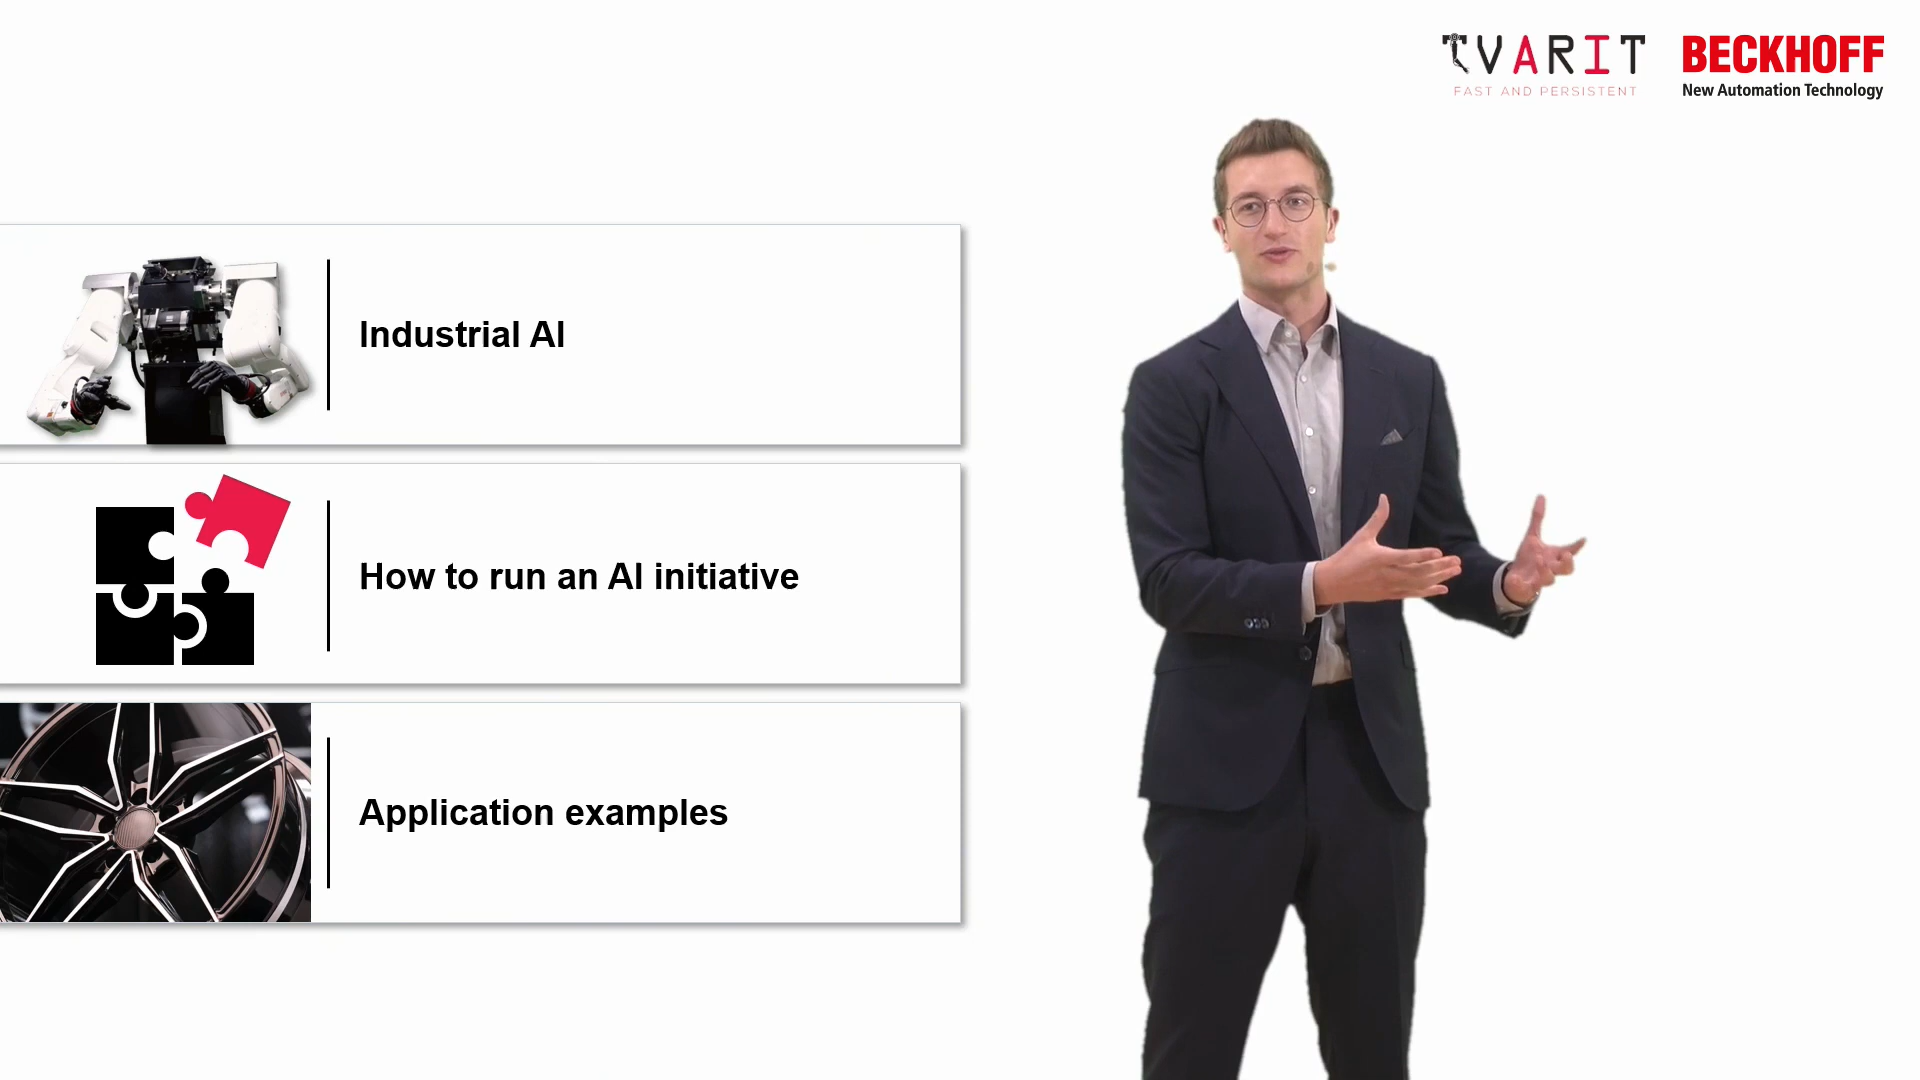 TVARIT
FAST AND PERSISTENT
BECKHOFF
New Automation Technology
Industrial AI
How to run an AI initiative
Application examples